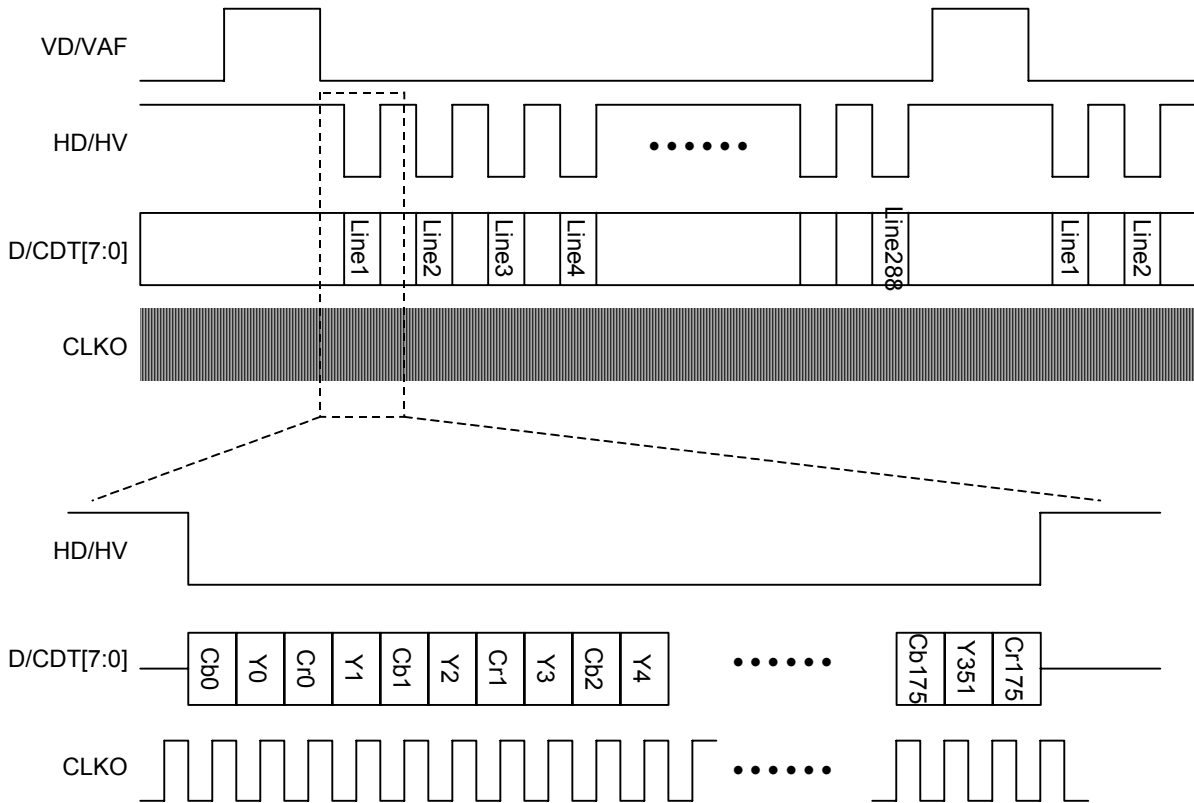 VD/VAF
HD/HV
D/CDT[7:0]
Line1
Line2
Line3
Line4
Line288
Line1
Line2
CLKO
HD/HV
D/CDT[7:0]
Cb0
Y0
Cr0
Y1
Cb1
Y2
Cr1
Y3
Cb2
Y4
Cb175
Y351
Cr175
CLKO